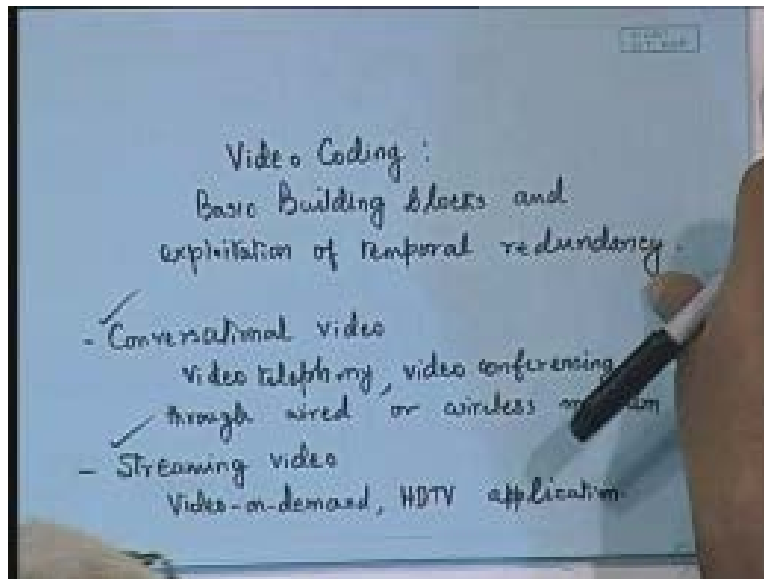 Video Coding :
Basic Building blocks and
exploitation of temporal redundancy.
- Conversational video
Video telephony, video conferencing
through wired or wireless
- Streaming video
Video-on-demand, HDTV application